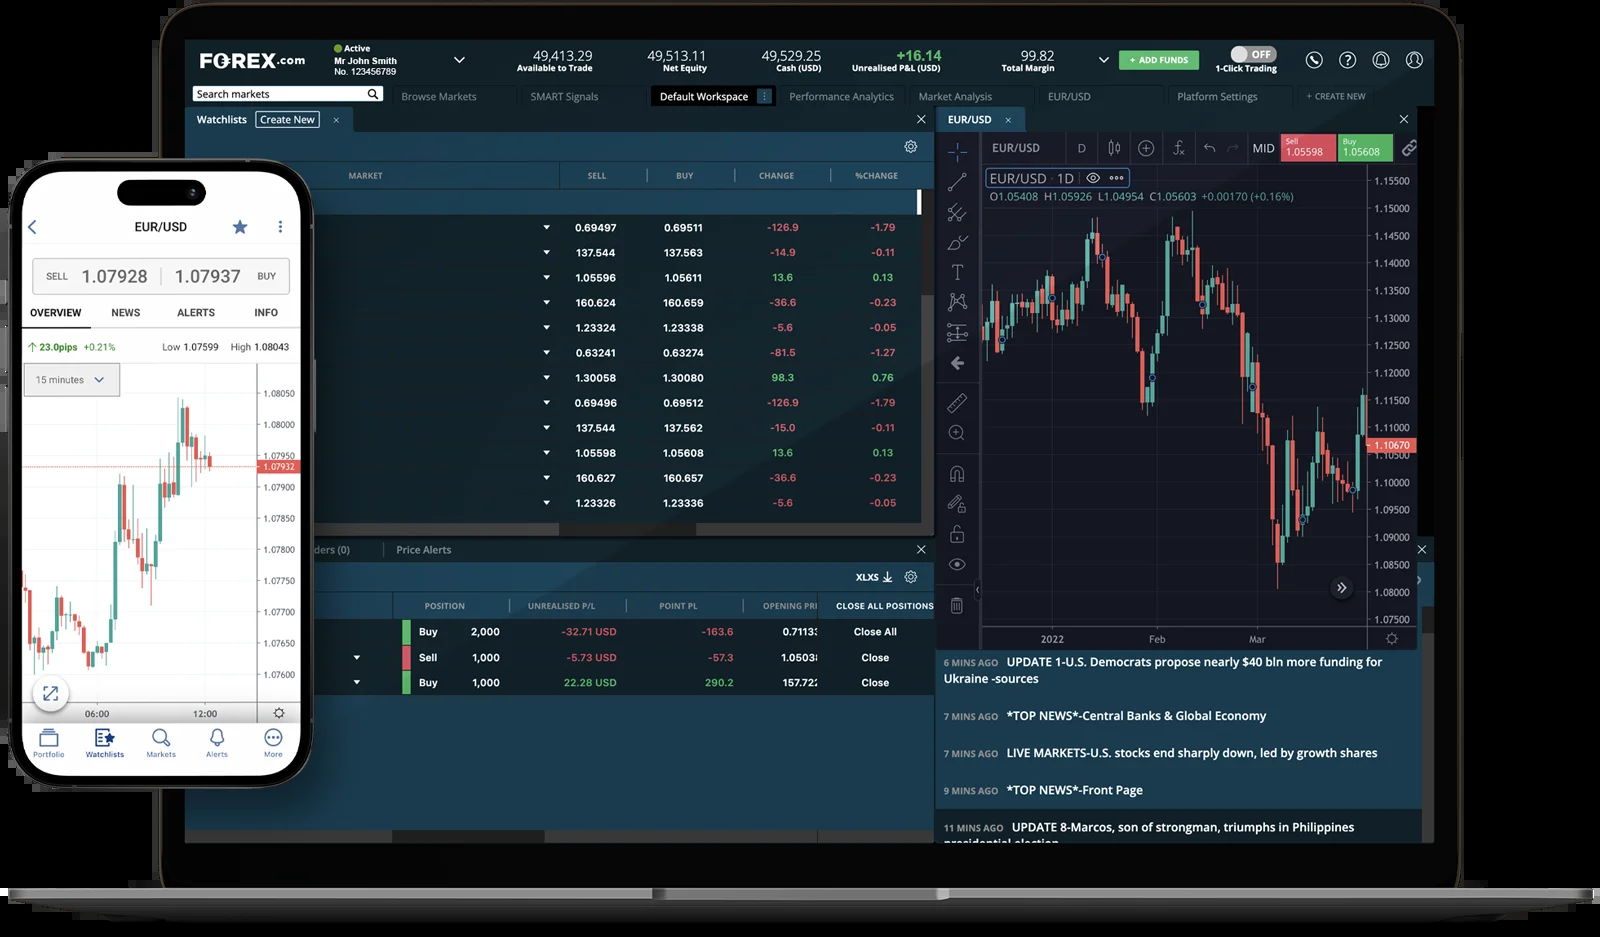 FOREX.com
Active
Mr John Smith
No. 123456789
49,413.29
Available to Trade
49,513.11
Net Equity
49,529.25
Cash (USD)
+16.14
Unrealised P&L (USD)
99.82
Total Margin
+ ADD FUNDS
OFF
1-Click Trading
Search markets
Browse Markets
SMART Signals
Default Workspace
Performance Analytics
Market Analysis
EUR/USD
Platform Settings
+ CREATE NEW
Watchlists Create New ×
MARKET SELL BUY CHANGE %CHANGE
0.69497 0.69511 -126.9 -1.79
137.544 137.563 -14.9 -0.11
1.05596 1.05611 13.6 0.13
160.624 160.659 -36.6 -0.23
1.23324 1.23338 -5.6 -0.05
0.63241 0.63274 -81.5 -1.27
1.30058 1.30080 98.3 0.76
0.69496 0.69512 -126.9 -1.79
137.544 137.562 -15.0 -0.11
1.05598 1.05608 13.6 0.13
160.627 160.657 -36.6 -0.23
1.23326 1.23336 -5.6 -0.05
ders (0) Price Alerts
XLXS
POSITION UNREALISED P/L POINT PL OPENING PRI CLOSE ALL POSITIONS
Buy 2,000 -32.71 USD -163.6 0.7113 Close All
Sell 1,000 -5.73 USD -57.3 1.0503 Close
Buy 1,000 22.28 USD 290.2 157.72 Close
EUR/USD ×
EUR/USD D MID
Sell
1.05598
Buy
1.05608
EUR/USD · 1D
O1.05408 H1.05926 L1.04954 C1.05603 +0.00170 (+0.16%)
1.15500
1.15000
1.14500
1.14000
1.13500
1.13000
1.12500
1.12000
1.11500
1.11000
1.10670
1.10500
1.10000
1.09500
1.09000
1.08500
1.08000
1.07500
2022 Feb Mar
6 MINS AGO UPDATE 1-U.S. Democrats propose nearly $40 bln more funding for
Ukraine -sources
7 MINS AGO *TOP NEWS*-Central Banks & Global Economy
7 MINS AGO LIVE MARKETS-U.S. stocks end sharply down, led by growth shares
9 MINS AGO *TOP NEWS*-Front Page
11 MINS AGO UPDATE 8-Marcos, son of strongman, triumphs in Philippines
presidential election
EUR/USD
SELL 1.07928 1.07937 BUY
OVERVIEW NEWS ALERTS INFO
23.0pips +0.21% Low 1.07599 High 1.08043
15 minutes
1.08050
1.08000
1.07950
1.07932
1.07900
1.07850
1.07800
1.07750
1.07700
1.07650
1.07600
06:00 12:00
Portfolio Watchlists Markets Alerts More